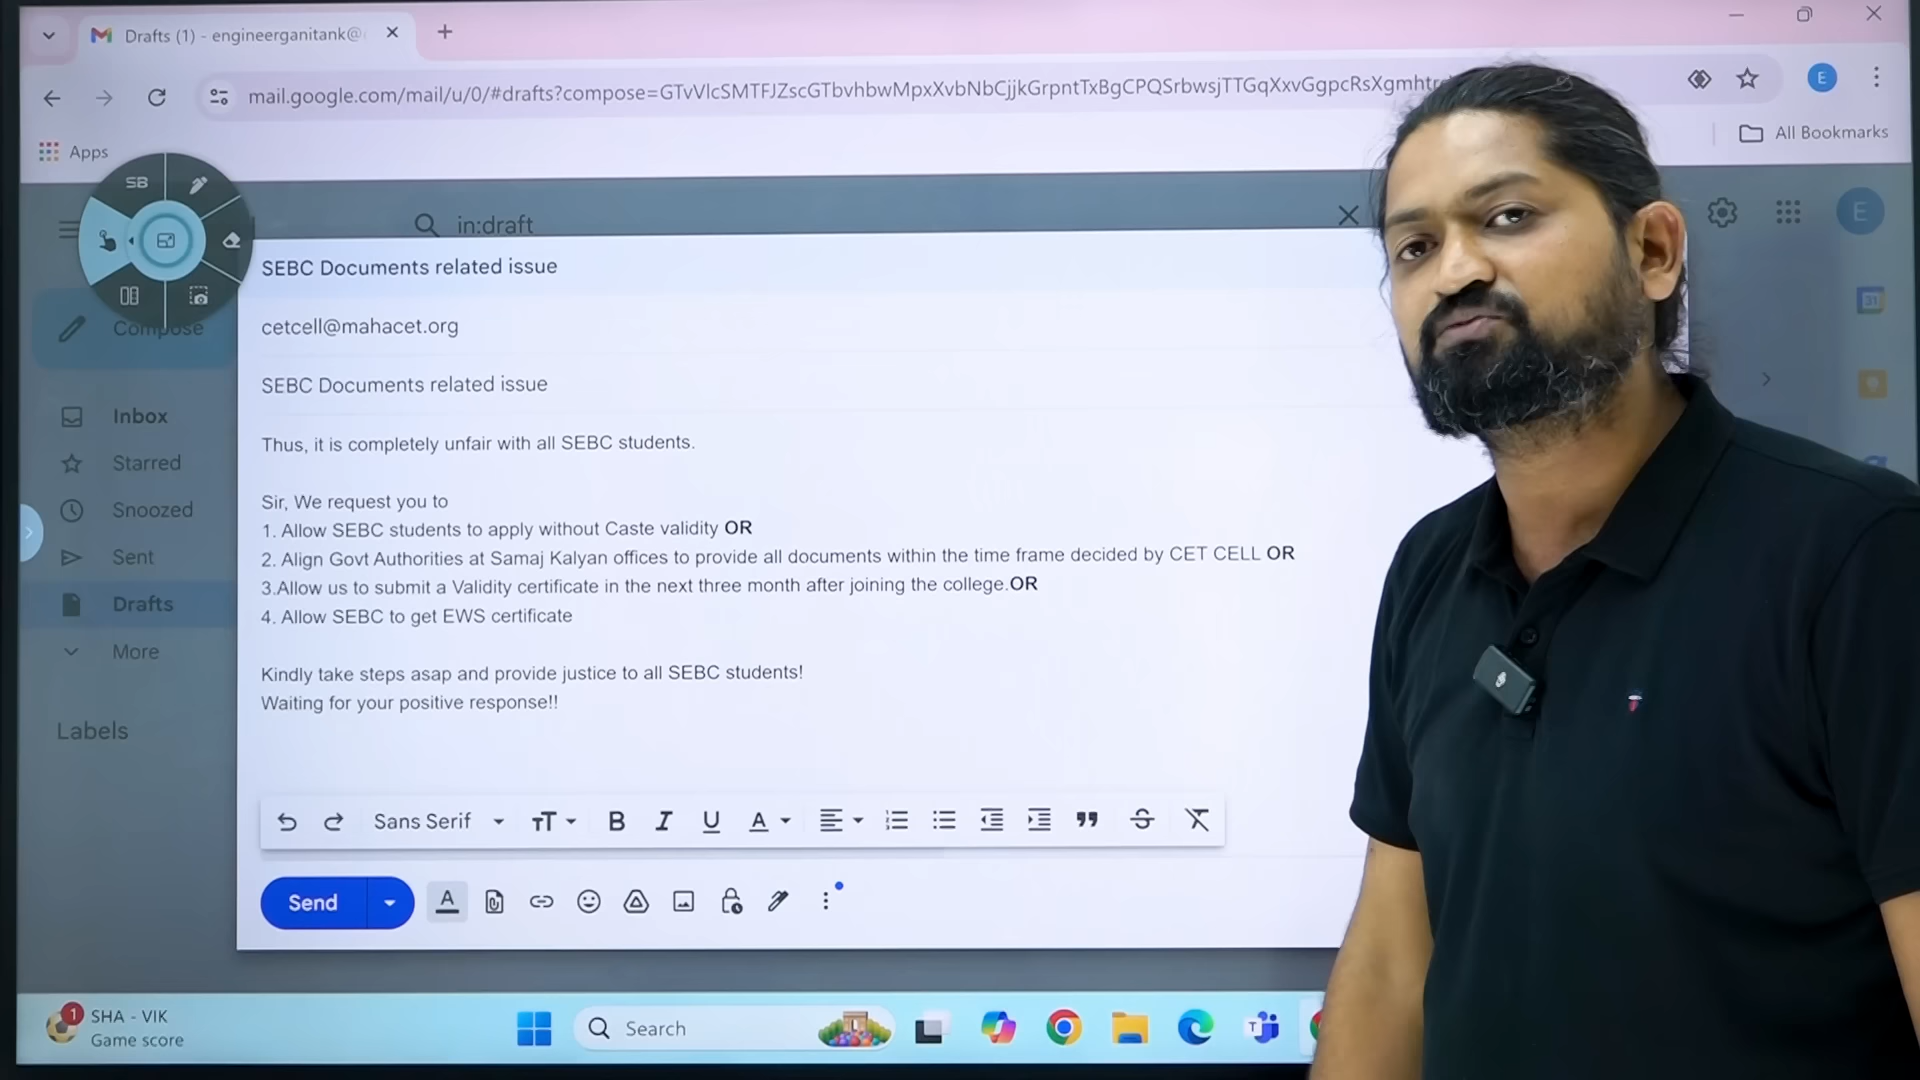 Drafts (1) - engineerganitank@
mail.google.com/mail/u/0/#drafts?compose=GTvVlcSMTFJZscGTbvhbwMpxXvbNbCjjkGrpntTxBgCPQSrbwsjTTGqXxvGgpcRsXgmhtr
E
Apps
All Bookmarks
SB
in:draft
E
SEBC Documents related issue
cetcell@mahacet.org
Compose
31
SEBC Documents related issue
Inbox
Starred
Snoozed
Sent
Drafts
More
Labels
Thus, it is completely unfair with all SEBC students.
Sir, We request you to
1. Allow SEBC students to apply without Caste validity OR
2. Align Govt Authorities at Samaj Kalyan offices to provide all documents within the time frame decided by CET CELL OR
3.Allow us to submit a Validity certificate in the next three month after joining the college.OR
4. Allow SEBC to get EWS certificate
Kindly take steps asap and provide justice to all SEBC students!
Waiting for your positive response!!
Sans Serif
Send
1
SHA - VIK
Game score
Search